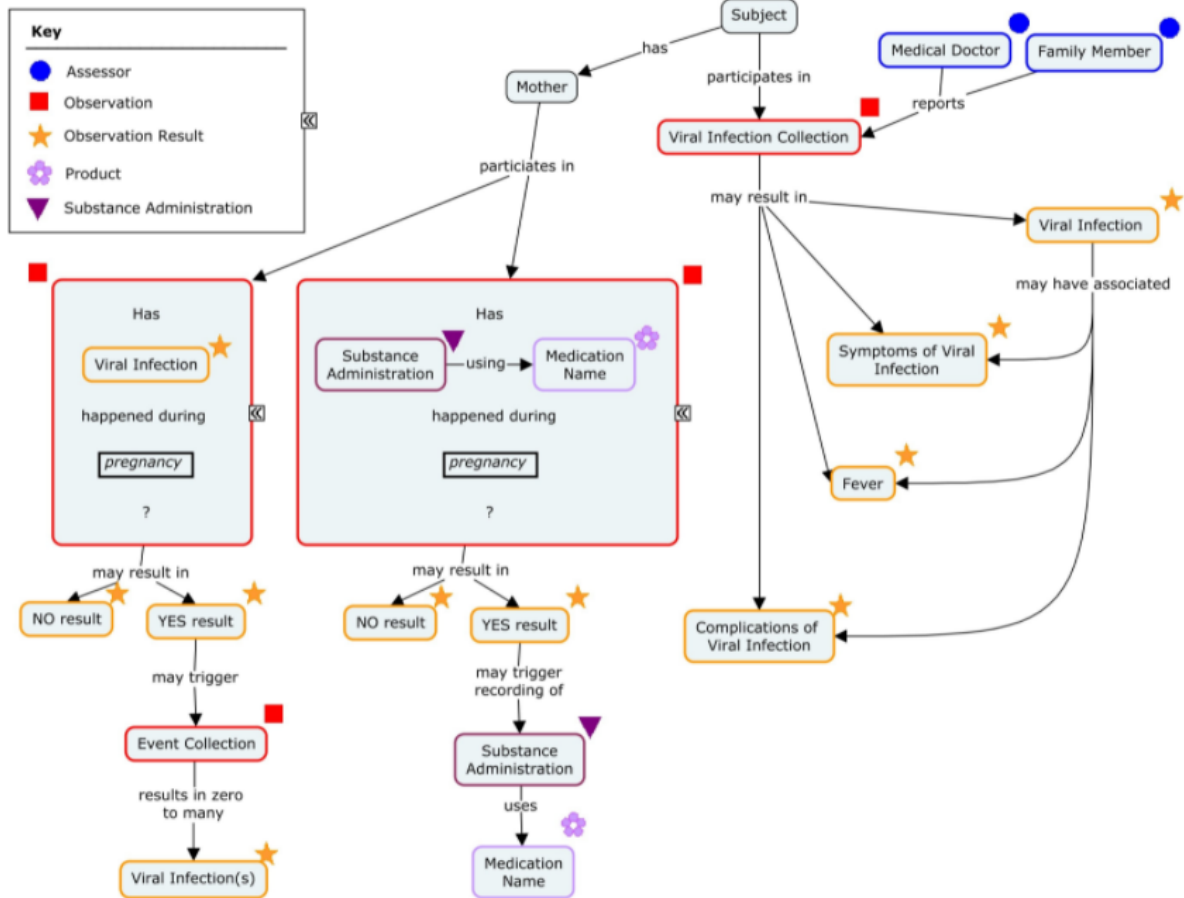 Key
Assessor
Observation
Observation Result
Product
Substance Administration
Subject
has
Mother
participates in
Medical Doctor
Family Member
reports
Viral Infection Collection
particiates in
may result in
Viral Infection
may have associated
Symptoms of Viral
Infection
Fever
Complications of
Viral Infection
Has
Viral Infection
happened during
pregnancy
?
Has
Substance
Administration
using
Medication
Name
happened during
pregnancy
?
may result in
NO result
YES result
may trigger
Event Collection
results in zero
to many
Viral Infection(s)
may result in
NO result
YES result
may trigger
recording of
Substance
Administration
uses
Medication
Name